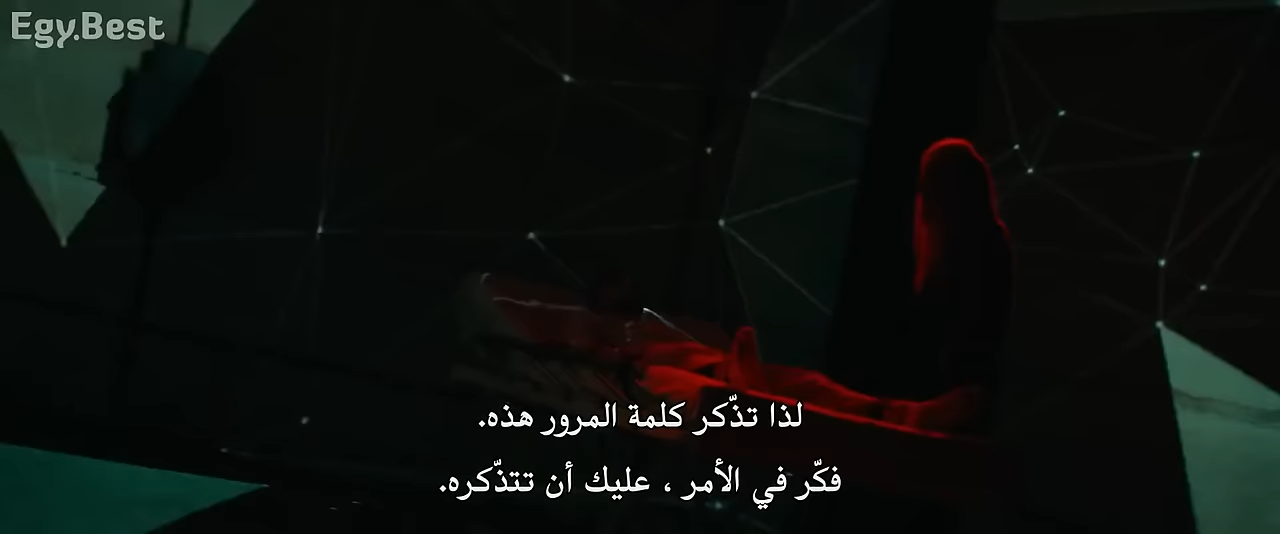 Egy.Best
لذا تذّكر كلمة المرور هذه.
فكّر في الأمر ، عليك أن تتذّكره.